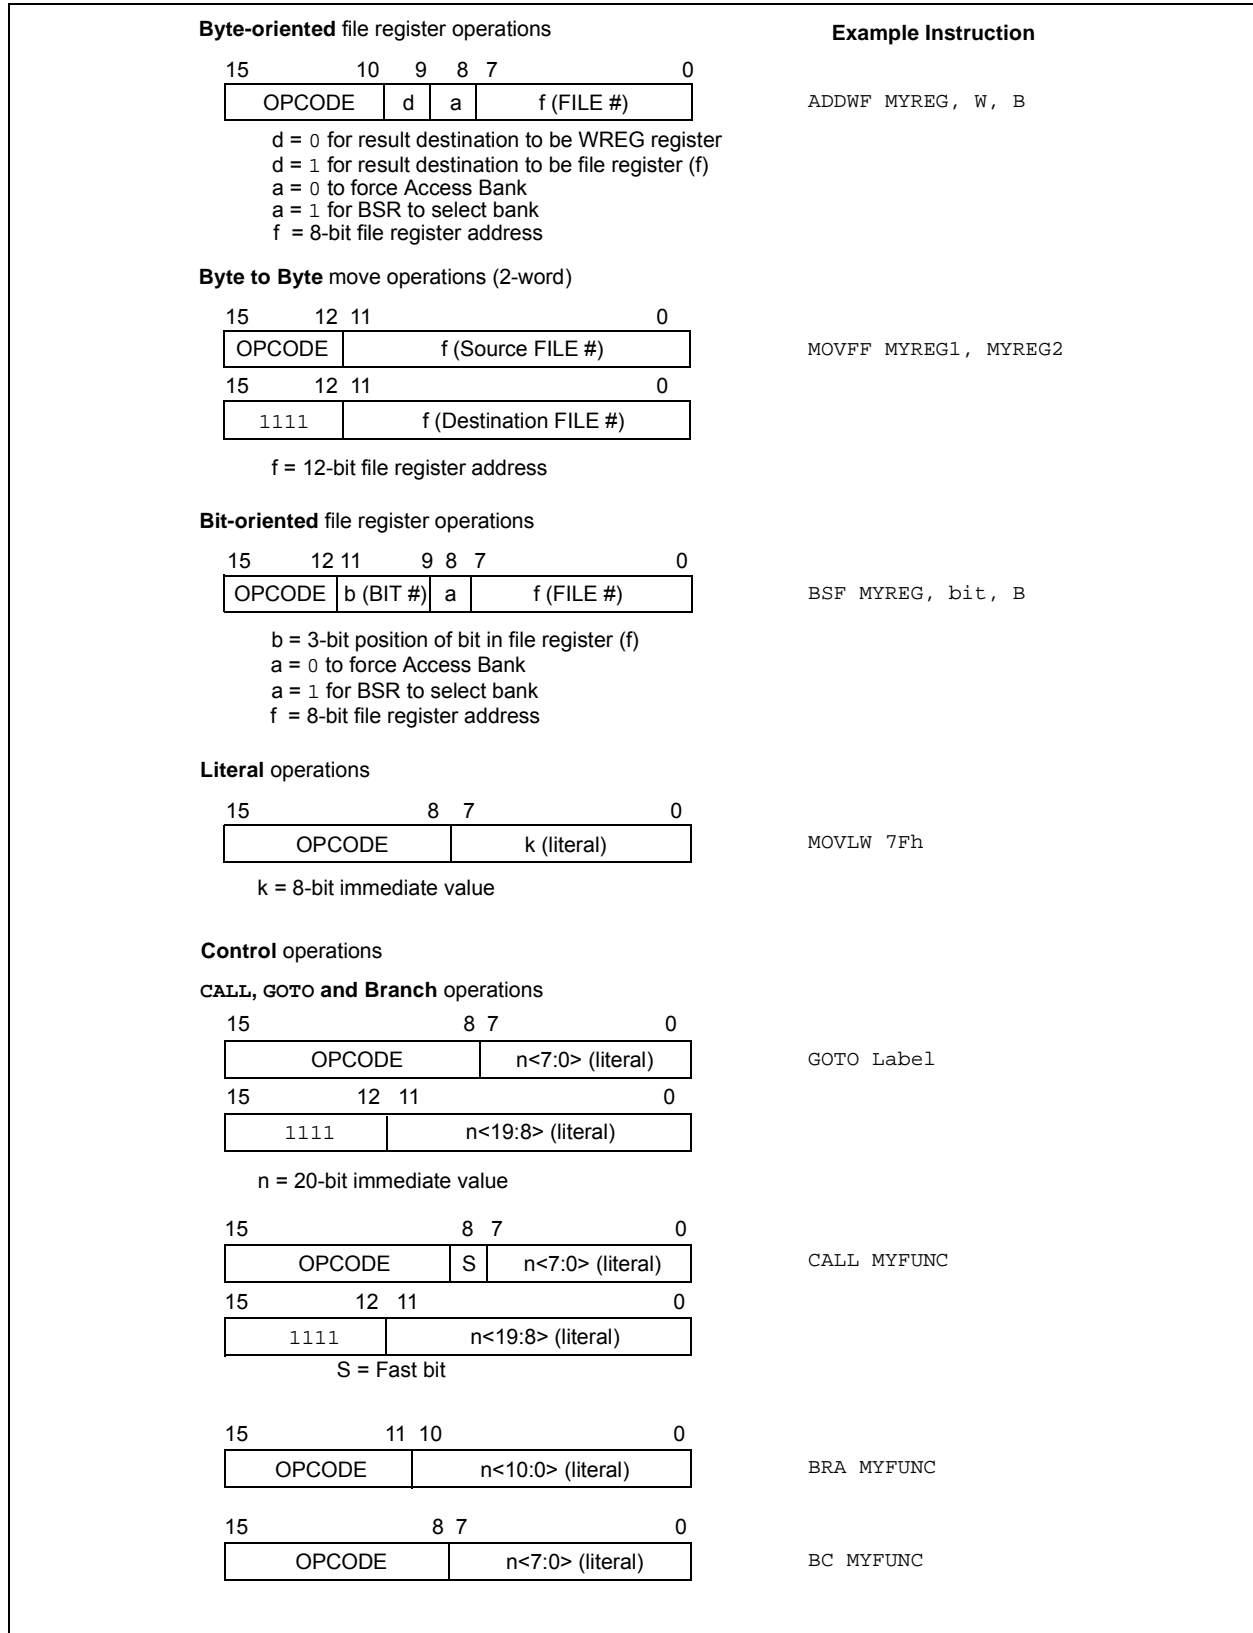 Byte-oriented file register operations Example Instruction
15 10 9 8 7 0
OPCODE d a f (FILE #) ADDWF MYREG, W, B
d = 0 for result destination to be WREG register
d = 1 for result destination to be file register (f)
a = 0 to force Access Bank
a = 1 for BSR to select bank
f = 8-bit file register address
Byte to Byte move operations (2-word)
15 12 11 0
OPCODE f (Source FILE #) MOVFF MYREG1, MYREG2
15 12 11 0
1111 f (Destination FILE #)
f = 12-bit file register address
Bit-oriented file register operations
15 12 11 9 8 7 0
OPCODE b (BIT #) a f (FILE #) BSF MYREG, bit, B
b = 3-bit position of bit in file register (f)
a = 0 to force Access Bank
a = 1 for BSR to select bank
f = 8-bit file register address
Literal operations
15 8 7 0
OPCODE k (literal) MOVLW 7Fh
k = 8-bit immediate value
Control operations
CALL, GOTO and Branch operations
15 8 7 0
OPCODE n<7:0> (literal) GOTO Label
15 12 11 0
1111 n<19:8> (literal)
n = 20-bit immediate value
15 8 7 0
OPCODE S n<7:0> (literal) CALL MYFUNC
15 12 11 0
1111 n<19:8> (literal)
S = Fast bit
15 11 10 0
OPCODE n<10:0> (literal) BRA MYFUNC
15 8 7 0
OPCODE n<7:0> (literal) BC MYFUNC